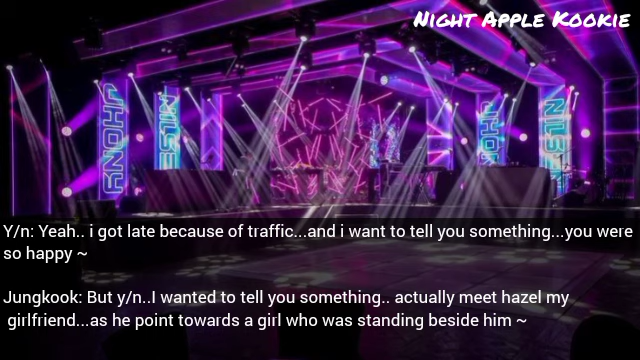 Night Apple Kookie
Y/n: Yeah.. i got late because of traffic...and i want to tell you something...you were
so happy ~
Jungkook: But y/n..I wanted to tell you something.. actually meet hazel my
girlfriend...as he point towards a girl who was standing beside him ~